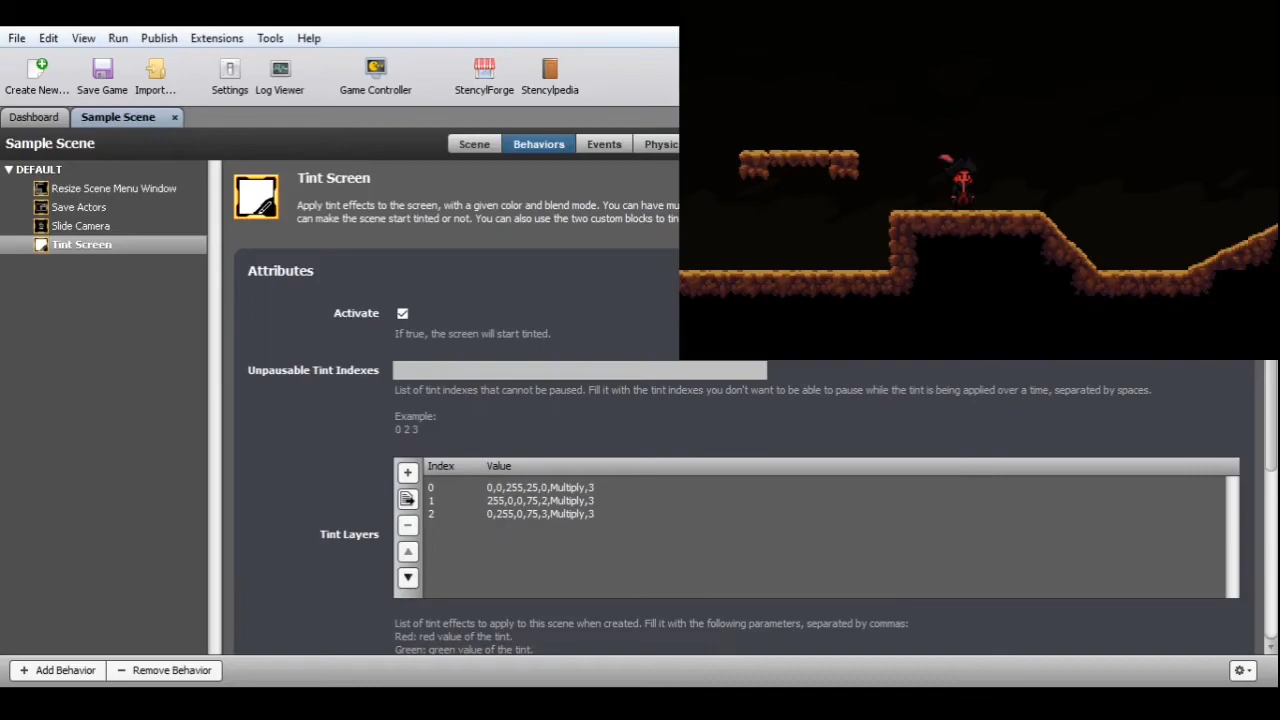 File Edit View Run Publish Extensions Tools Help
Create New... Save Game Import... Settings Log Viewer Game Controller StencylForge Stencylpedia
Dashboard Sample Scene ×
Sample Scene Scene Behaviors Events Physic
DEFAULT
Resize Scene Menu Window
Save Actors
Slide Camera
Tint Screen
Tint Screen
Apply tint effects to the screen, with a given color and blend mode. You can have mu
can make the scene start tinted or not. You can also use the two custom blocks to tin
Attributes
Activate
If true, the screen will start tinted.
Unpausable Tint Indexes
List of tint indexes that cannot be paused. Fill it with the tint indexes you don't want to be able to pause while the tint is being applied over a time, separated by spaces.
Example:
0 2 3
Index Value
0 0,0,255,25,0,Multiply,3
1 255,0,0,75,2,Multiply,3
2 0,255,0,75,3,Multiply,3
Tint Layers
List of tint effects to apply to this scene when created. Fill it with the following parameters, separated by commas:
Red: red value of the tint.
Green: green value of the tint.
+ Add Behavior − Remove Behavior